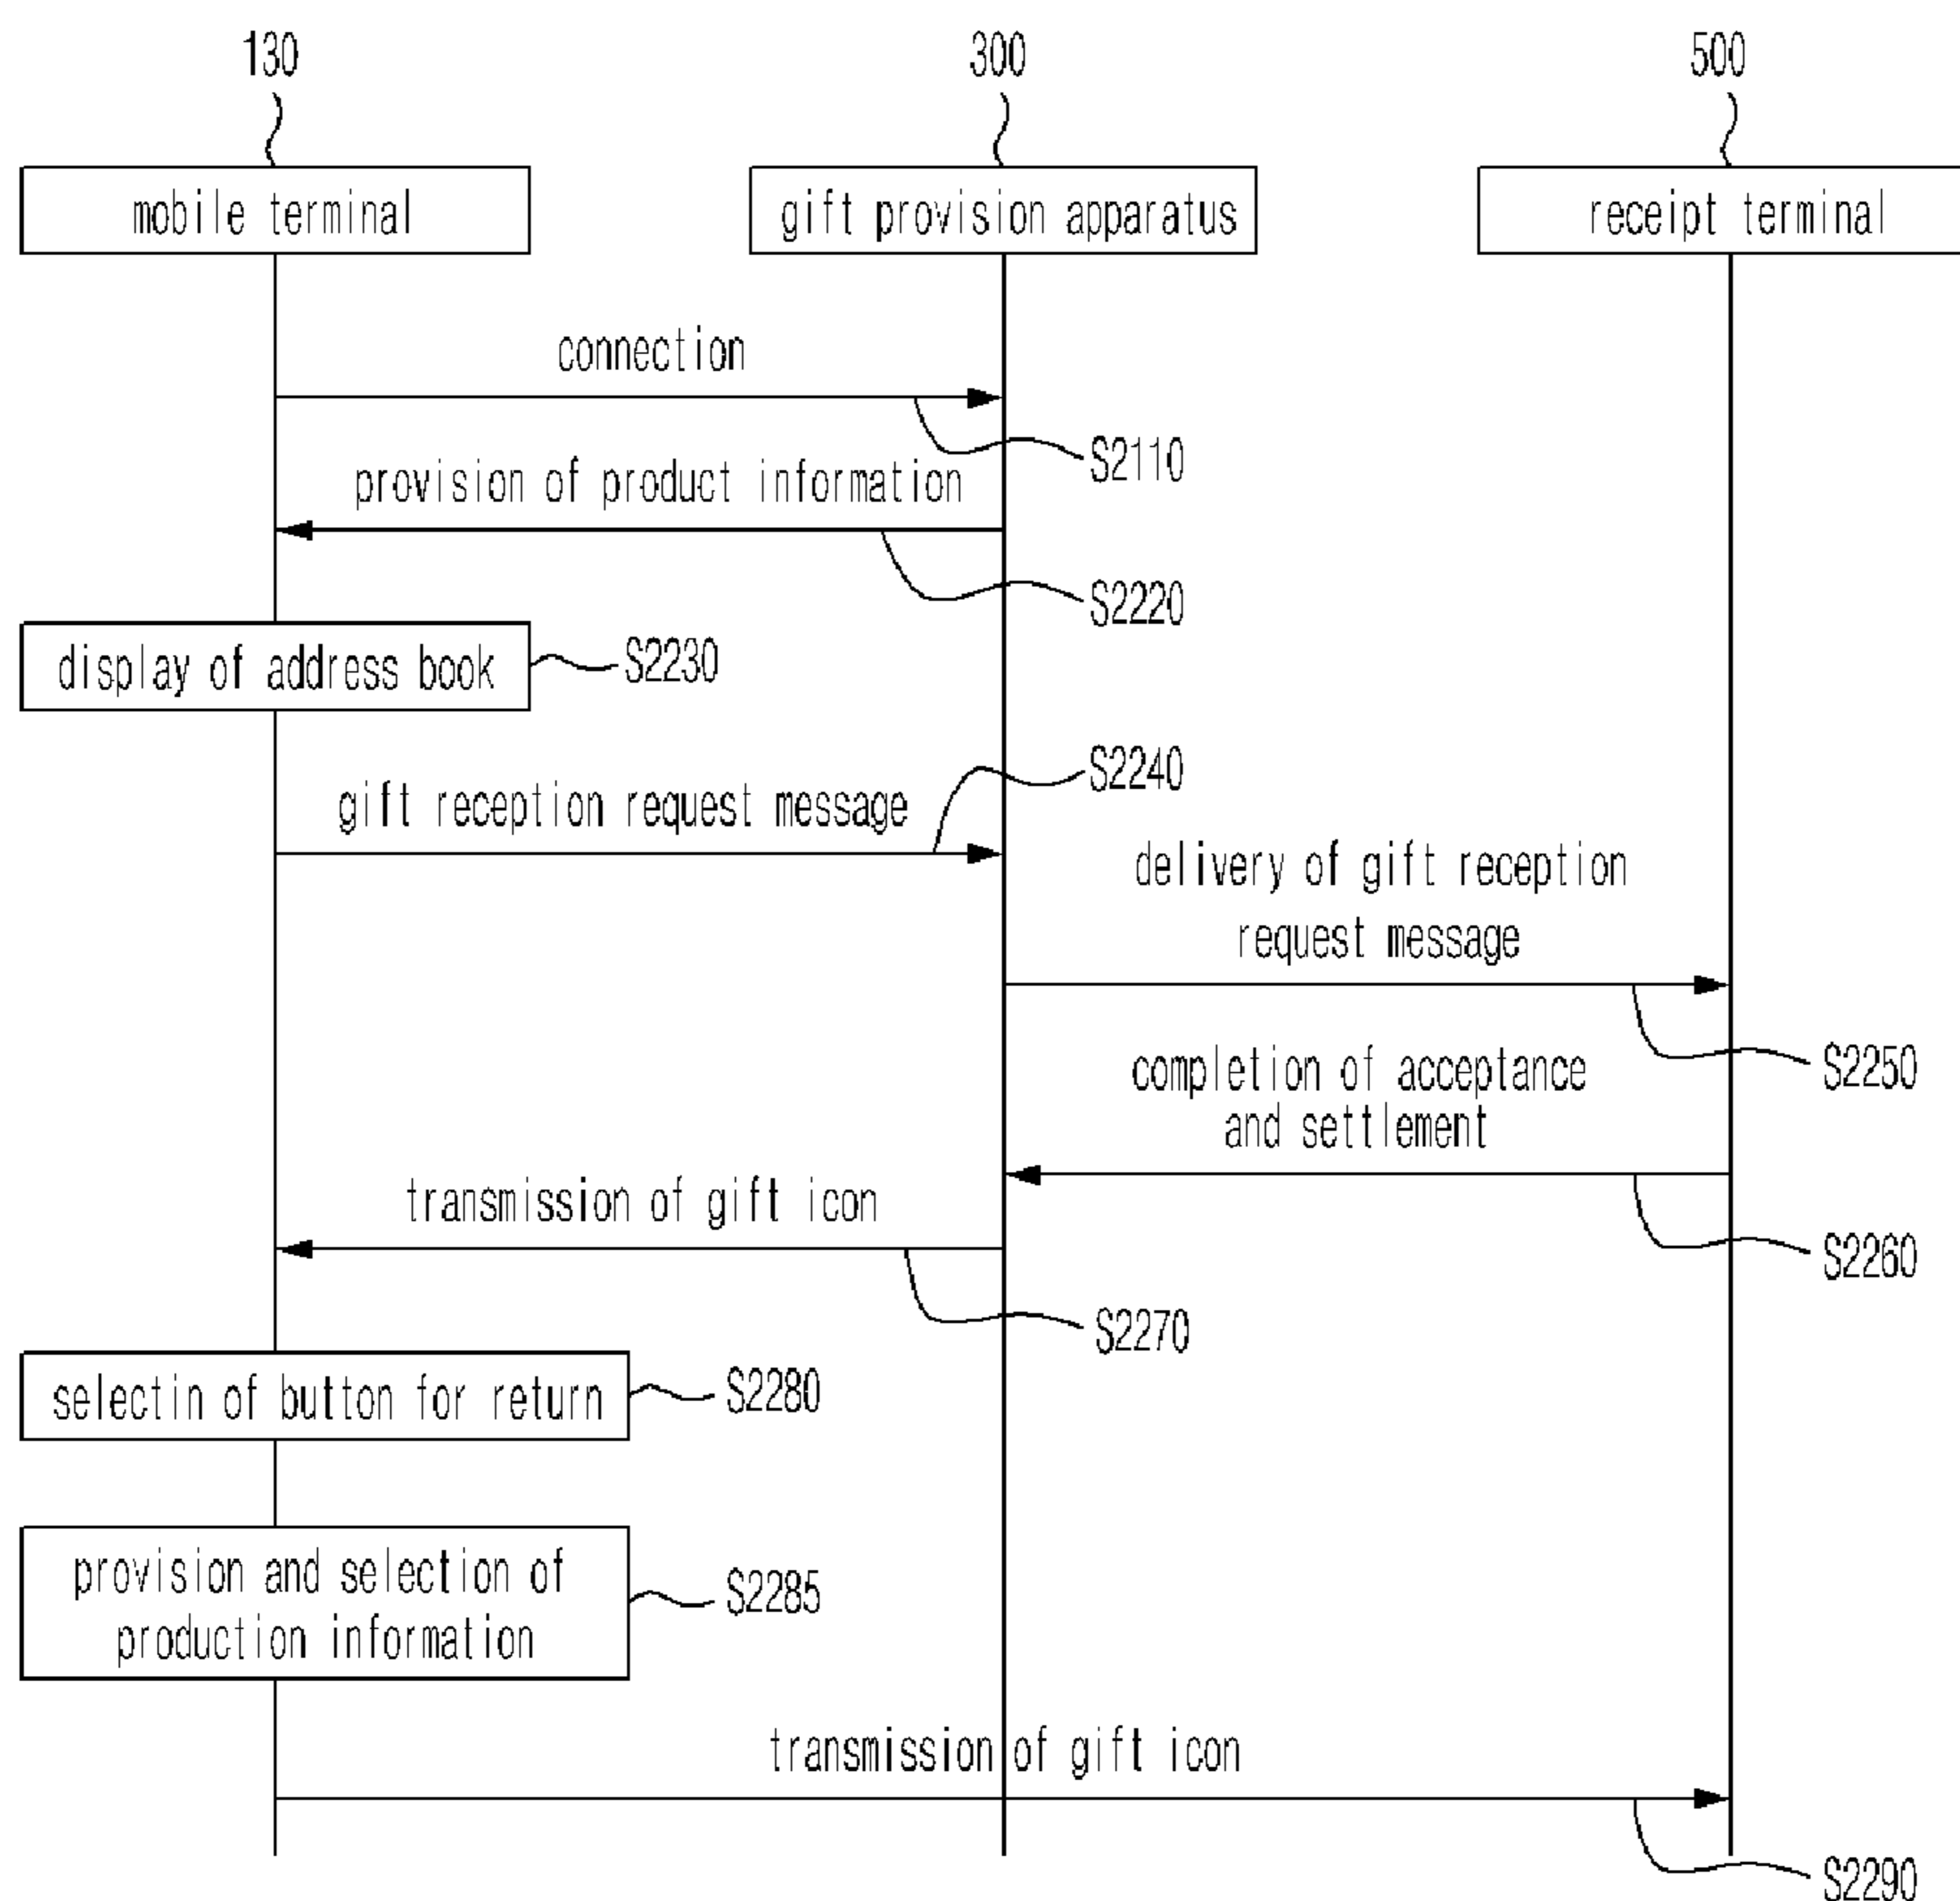 130
300
500
mobile terminal
gift provision apparatus
receipt terminal
connection
S2110
provision of product information
S2220
display of address book
S2230
S2240
gift reception request message
delivery of gift reception
request message
S2250
completion of acceptance
and settlement
transmission of gift icon
S2260
S2270
selectin of button for return
S2280
provision and selection of
production information
S2285
transmission of gift icon
S2290